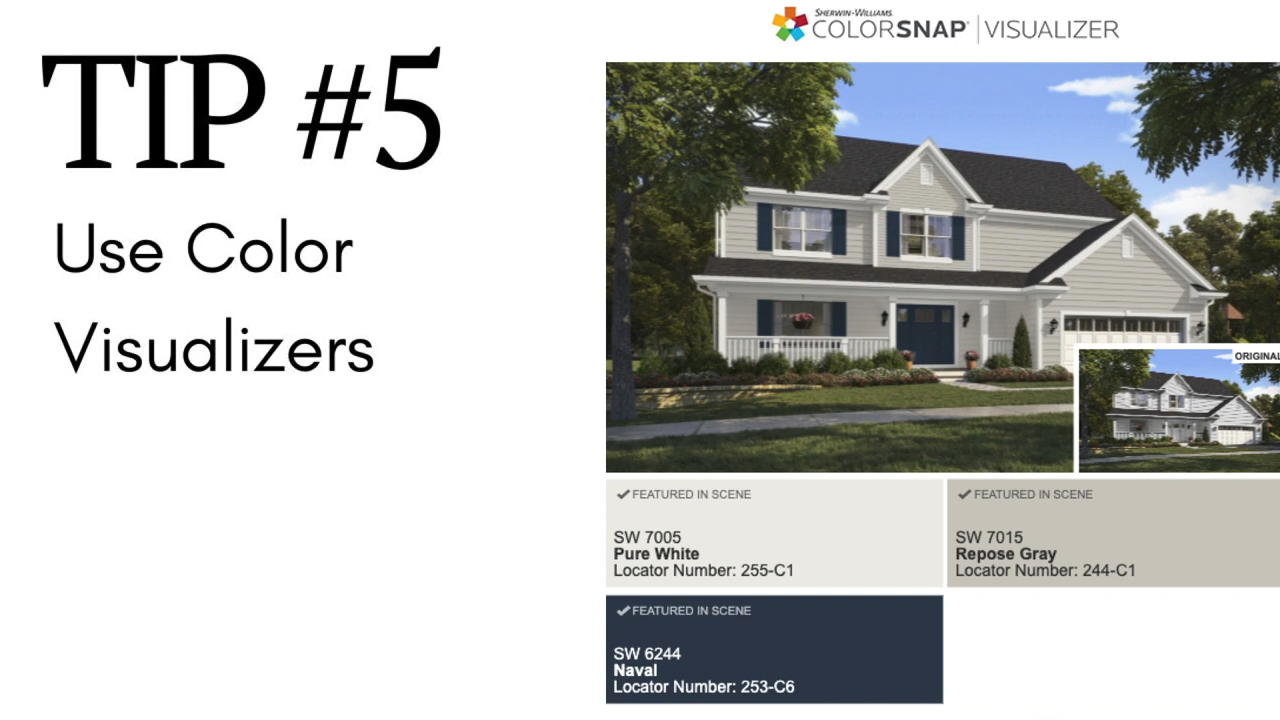 TIP #5
Use Color
Visualizers
SHERWIN-WILLIAMS
COLORSNAP® | VISUALIZER
ORIGINAL
✓ FEATURED IN SCENE
SW 7005
Pure White
Locator Number: 255-C1
✓ FEATURED IN SCENE
SW 7015
Repose Gray
Locator Number: 244-C1
✓ FEATURED IN SCENE
SW 6244
Naval
Locator Number: 253-C6